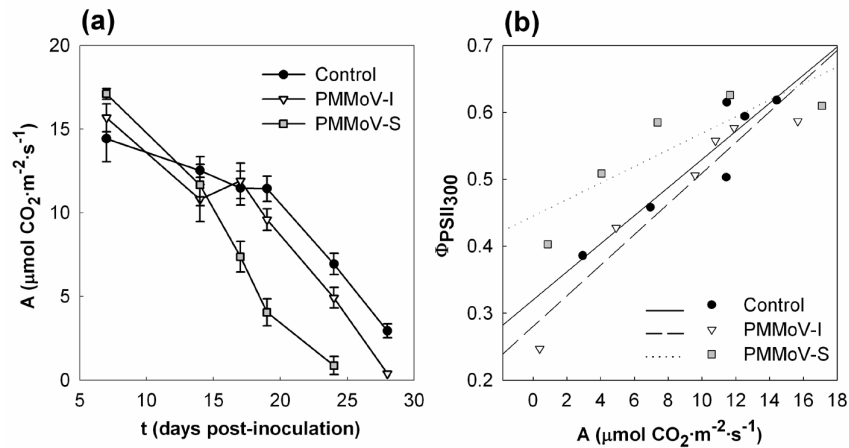 (a)
20
15
10
5
0
A (μmol CO₂·m⁻²·s⁻¹)
Control
PMMoV-I
PMMoV-S
5 10 15 20 25 30
t (days post-inoculation)
(b)
0.7
0.6
0.5
0.4
0.3
0.2
ΦPSII₃₀₀
Control
PMMoV-I
PMMoV-S
0 2 4 6 8 10 12 14 16 18
A (μmol CO₂·m⁻²·s⁻¹)